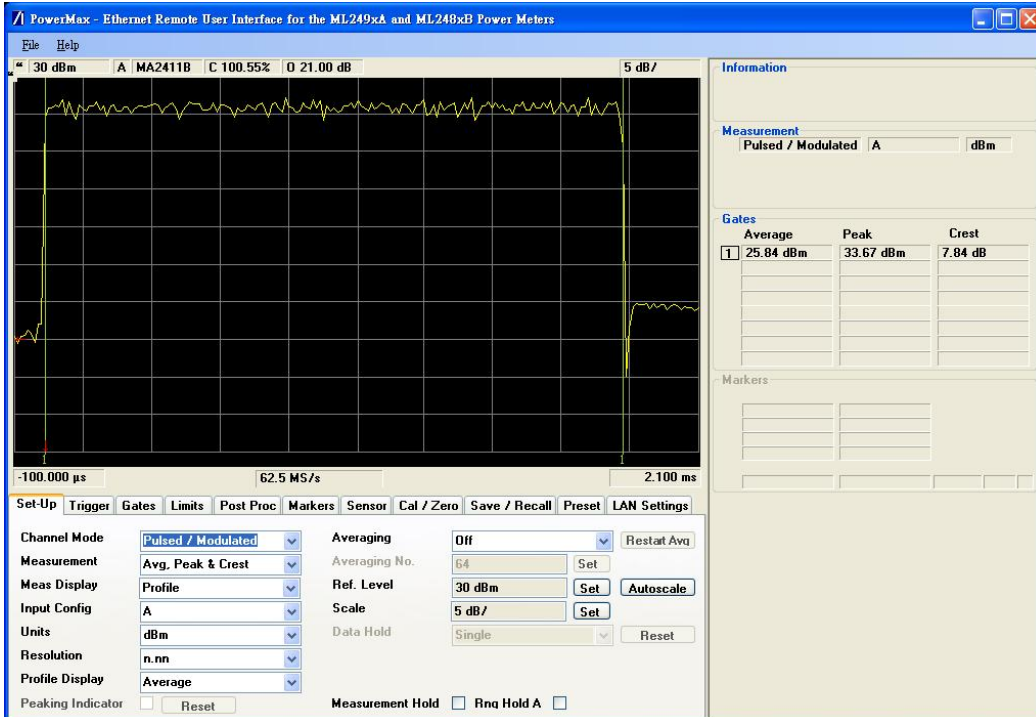 PowerMax - Ethernet Remote User Interface for the ML249xA and ML248xB Power Meters
File Help
30 dBm A MA2411B C 100.55% O 21.00 dB 5 dB/
1 1
-100.000 µs 62.5 MS/s 2.100 ms
Information
Measurement
Pulsed / Modulated A dBm
Gates
Average Peak Crest
1 25.84 dBm 33.67 dBm 7.84 dB
Markers
Set-Up Trigger Gates Limits Post Proc Markers Sensor Cal / Zero Save / Recall Preset LAN Settings
Channel Mode Pulsed / Modulated Averaging Off Restart Avg
Measurement Avg, Peak & Crest Averaging No. 64 Set
Meas Display Profile Ref. Level 30 dBm Set Autoscale
Input Config A Scale 5 dB/ Set
Units dBm Data Hold Single Reset
Resolution n.nn
Profile Display Average
Peaking Indicator Reset Measurement Hold Rng Hold A